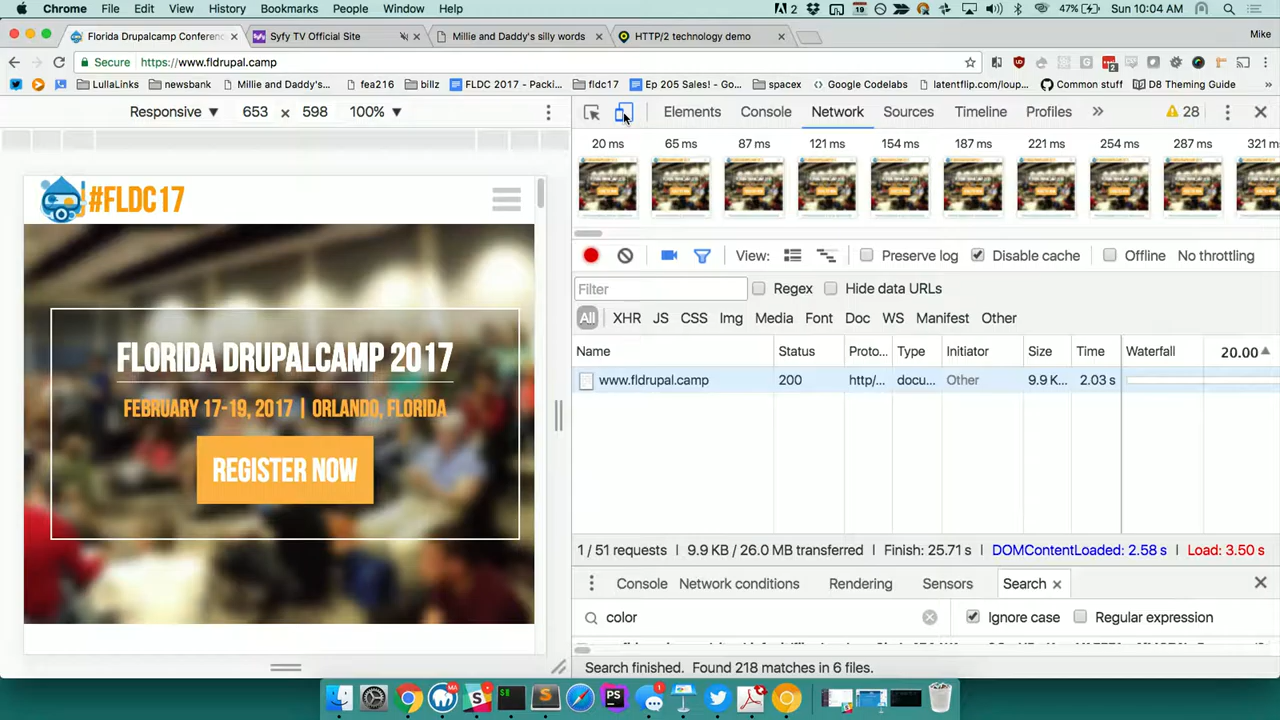 Chrome File Edit View History Bookmarks People Window Help 2 19 47% Sun 10:04 AM
Florida Drupalcamp Conferenc Syfy TV Official Site Millie and Daddy's silly words HTTP/2 technology demo Mike
Secure https://www.fldrupal.camp
LullaLinks newsbank Millie and Daddy's... fea216 billz FLDC 2017 - Packi... fldc17 Ep 205 Sales! - Go... spacex Google Codelabs latentflip.com/loup... Common stuff D8 Theming Guide
Responsive 653 × 598 100%
Elements Console Network Sources Timeline Profiles » 28
20 ms 65 ms 87 ms 121 ms 154 ms 187 ms 221 ms 254 ms 287 ms 321 m
#FLDC17
FLORIDA DRUPALCAMP 2017
FEBRUARY 17-19, 2017 | ORLANDO, FLORIDA
REGISTER NOW
View: Preserve log Disable cache Offline No throttling
Filter Regex Hide data URLs
All XHR JS CSS Img Media Font Doc WS Manifest Other
Name Status Proto... Type Initiator Size Time Waterfall 20.00
www.fldrupal.camp 200 http/... docu... Other 9.9 K... 2.03 s
1 / 51 requests | 9.9 KB / 26.0 MB transferred | Finish: 25.71 s | DOMContentLoaded: 2.58 s | Load: 3.50 s
Console Network conditions Rendering Sensors Search ×
color Ignore case Regular expression
Search finished. Found 218 matches in 6 files.